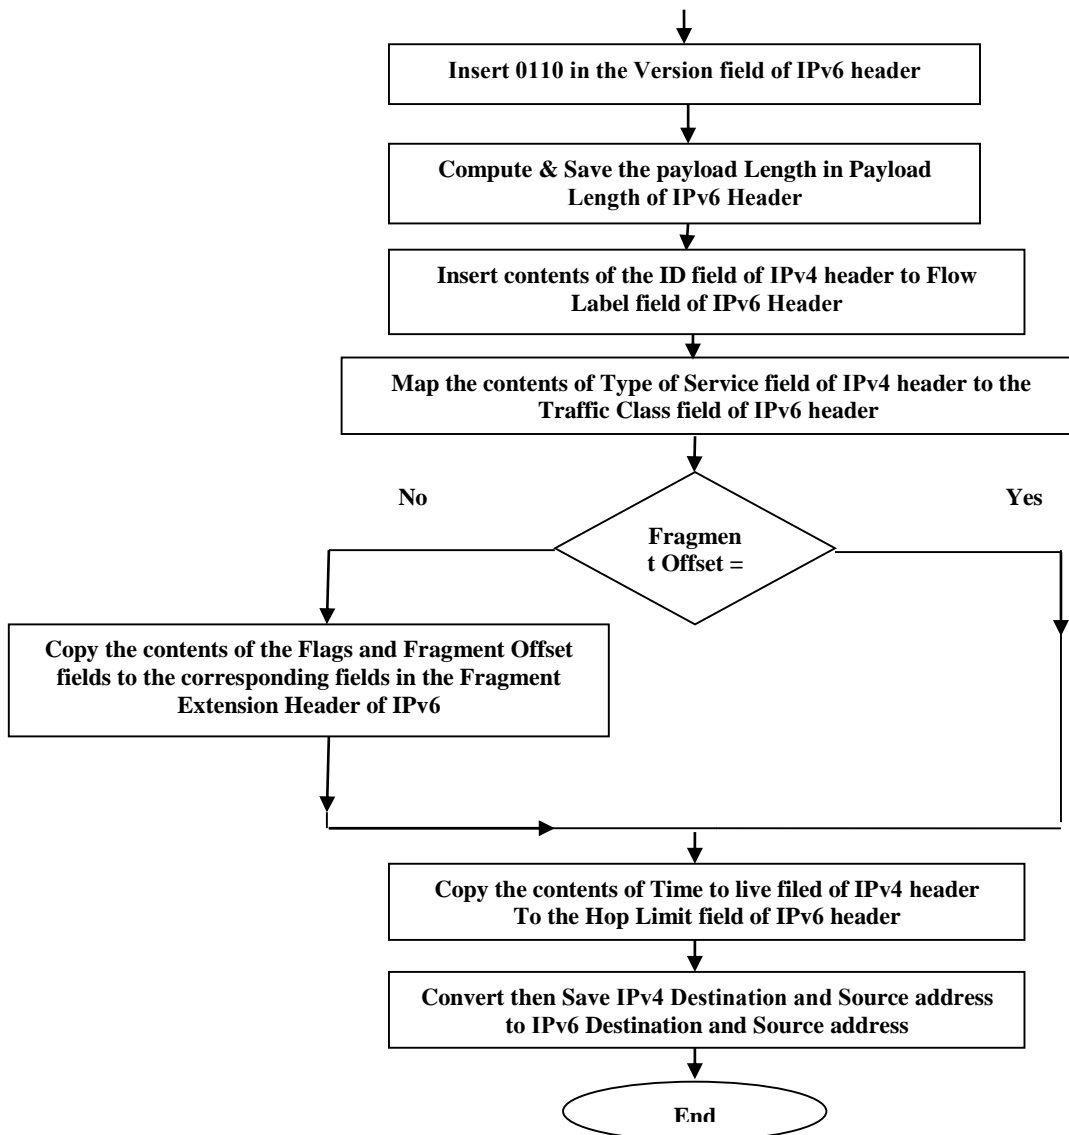 Insert 0110 in the Version field of IPv6 header
Compute & Save the payload Length in Payload
Length of IPv6 Header
Insert contents of the ID field of IPv4 header to Flow
Label field of IPv6 Header
Map the contents of Type of Service field of IPv4 header to the
Traffic Class field of IPv6 header
No
Yes
Fragmen
t Offset =
Copy the contents of the Flags and Fragment Offset
fields to the corresponding fields in the Fragment
Extension Header of IPv6
Copy the contents of Time to live filed of IPv4 header
To the Hop Limit field of IPv6 header
Convert then Save IPv4 Destination and Source address
to IPv6 Destination and Source address
End